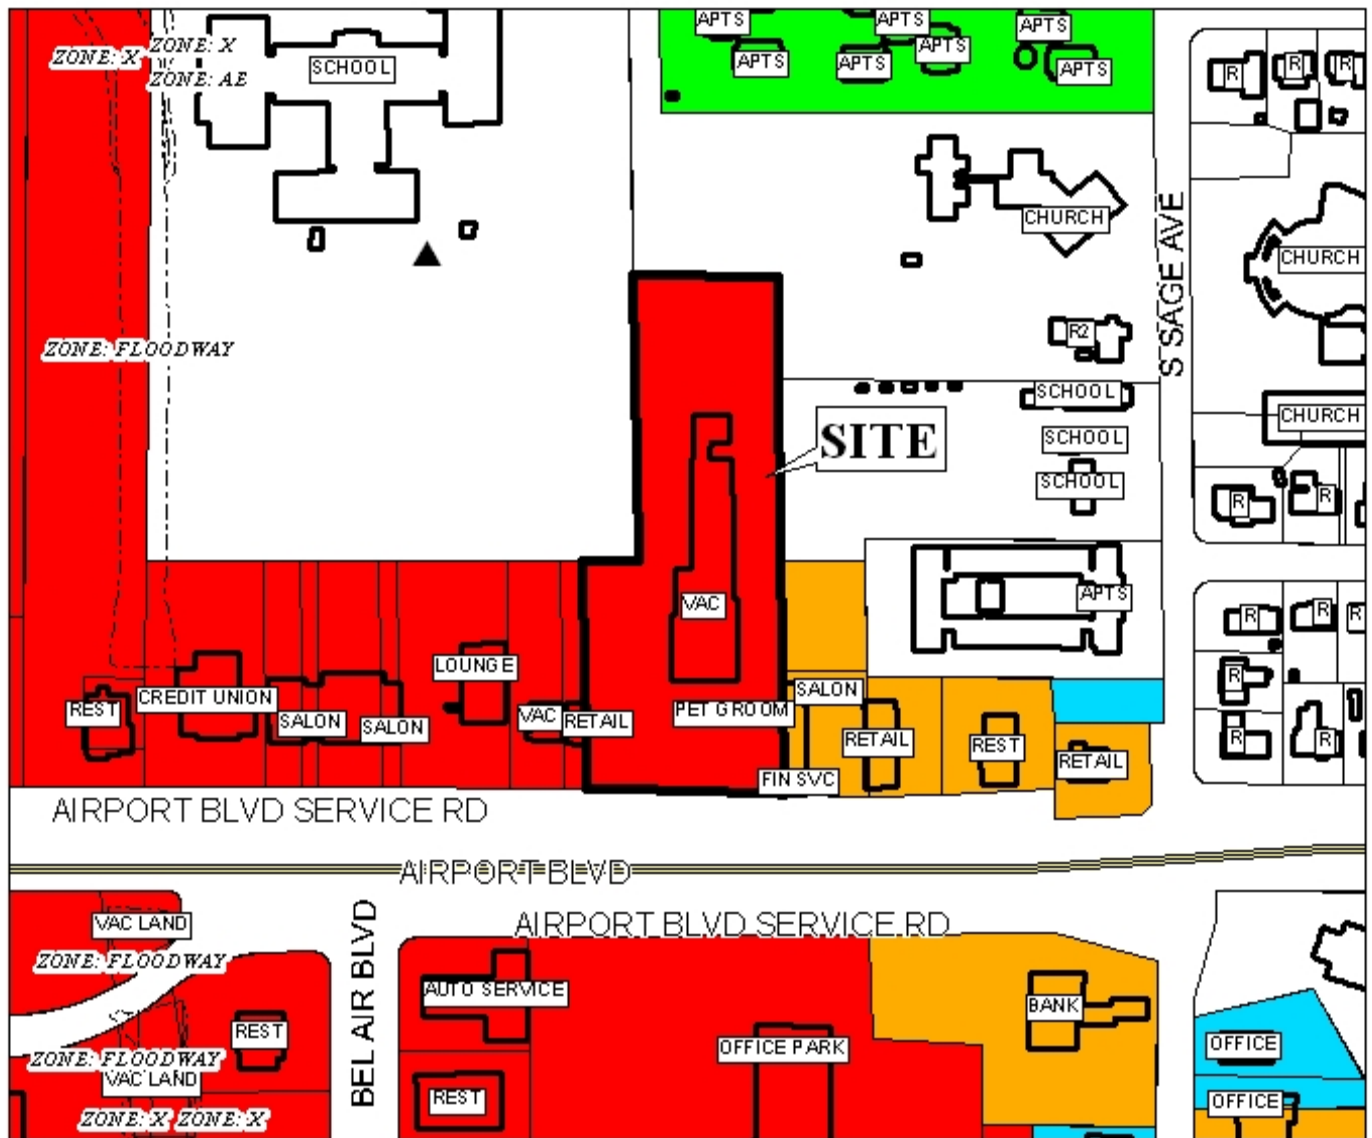 APTS
APTS
APTS
ZONE: X
ZONE: X
ZONE: AE
SCHOOL
APTS
APTS
APTS
APTS
R
R
R
CHURCH
S SAGE AVE
CHURCH
ZONE: FLOODWAY
R2
SCHOOL
CHURCH
SITE
SCHOOL
SCHOOL
R
R
VAC
APTS
R
R
R
LOUNGE
CREDIT UNION
REST
SALON
SALON
VAC
RETAIL
PET GROOM
SALON
RETAIL
REST
RETAIL
R
R
R
FIN SVC
AIRPORT BLVD SERVICE RD
AIRPORT BLVD
AIRPORT BLVD SERVICE RD
BEL AIR BLVD
VAC LAND
ZONE: FLOODWAY
AUTO SERVICE
BANK
REST
OFFICE PARK
OFFICE
ZONE: FLOODWAY
VAC LAND
REST
OFFICE
ZONE: X
ZONE: X